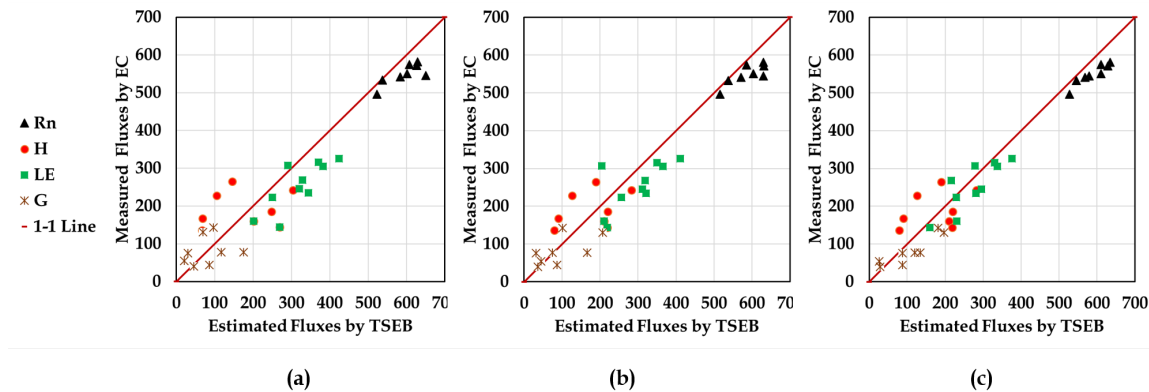 Rn
H
LE
G
1-1 Line
Measured Fluxes by EC
700
600
500
400
300
200
100
0
0 100 200 300 400 500 600 700
Estimated Fluxes by TSEB
(a)
Measured Fluxes by EC
700
600
500
400
300
200
100
0
0 100 200 300 400 500 600 70
Estimated Fluxes by TSEB
(b)
Measured Fluxes by EC
700
600
500
400
300
200
100
0
0 100 200 300 400 500 600 700
Estimated Fluxes by TSEB
(c)